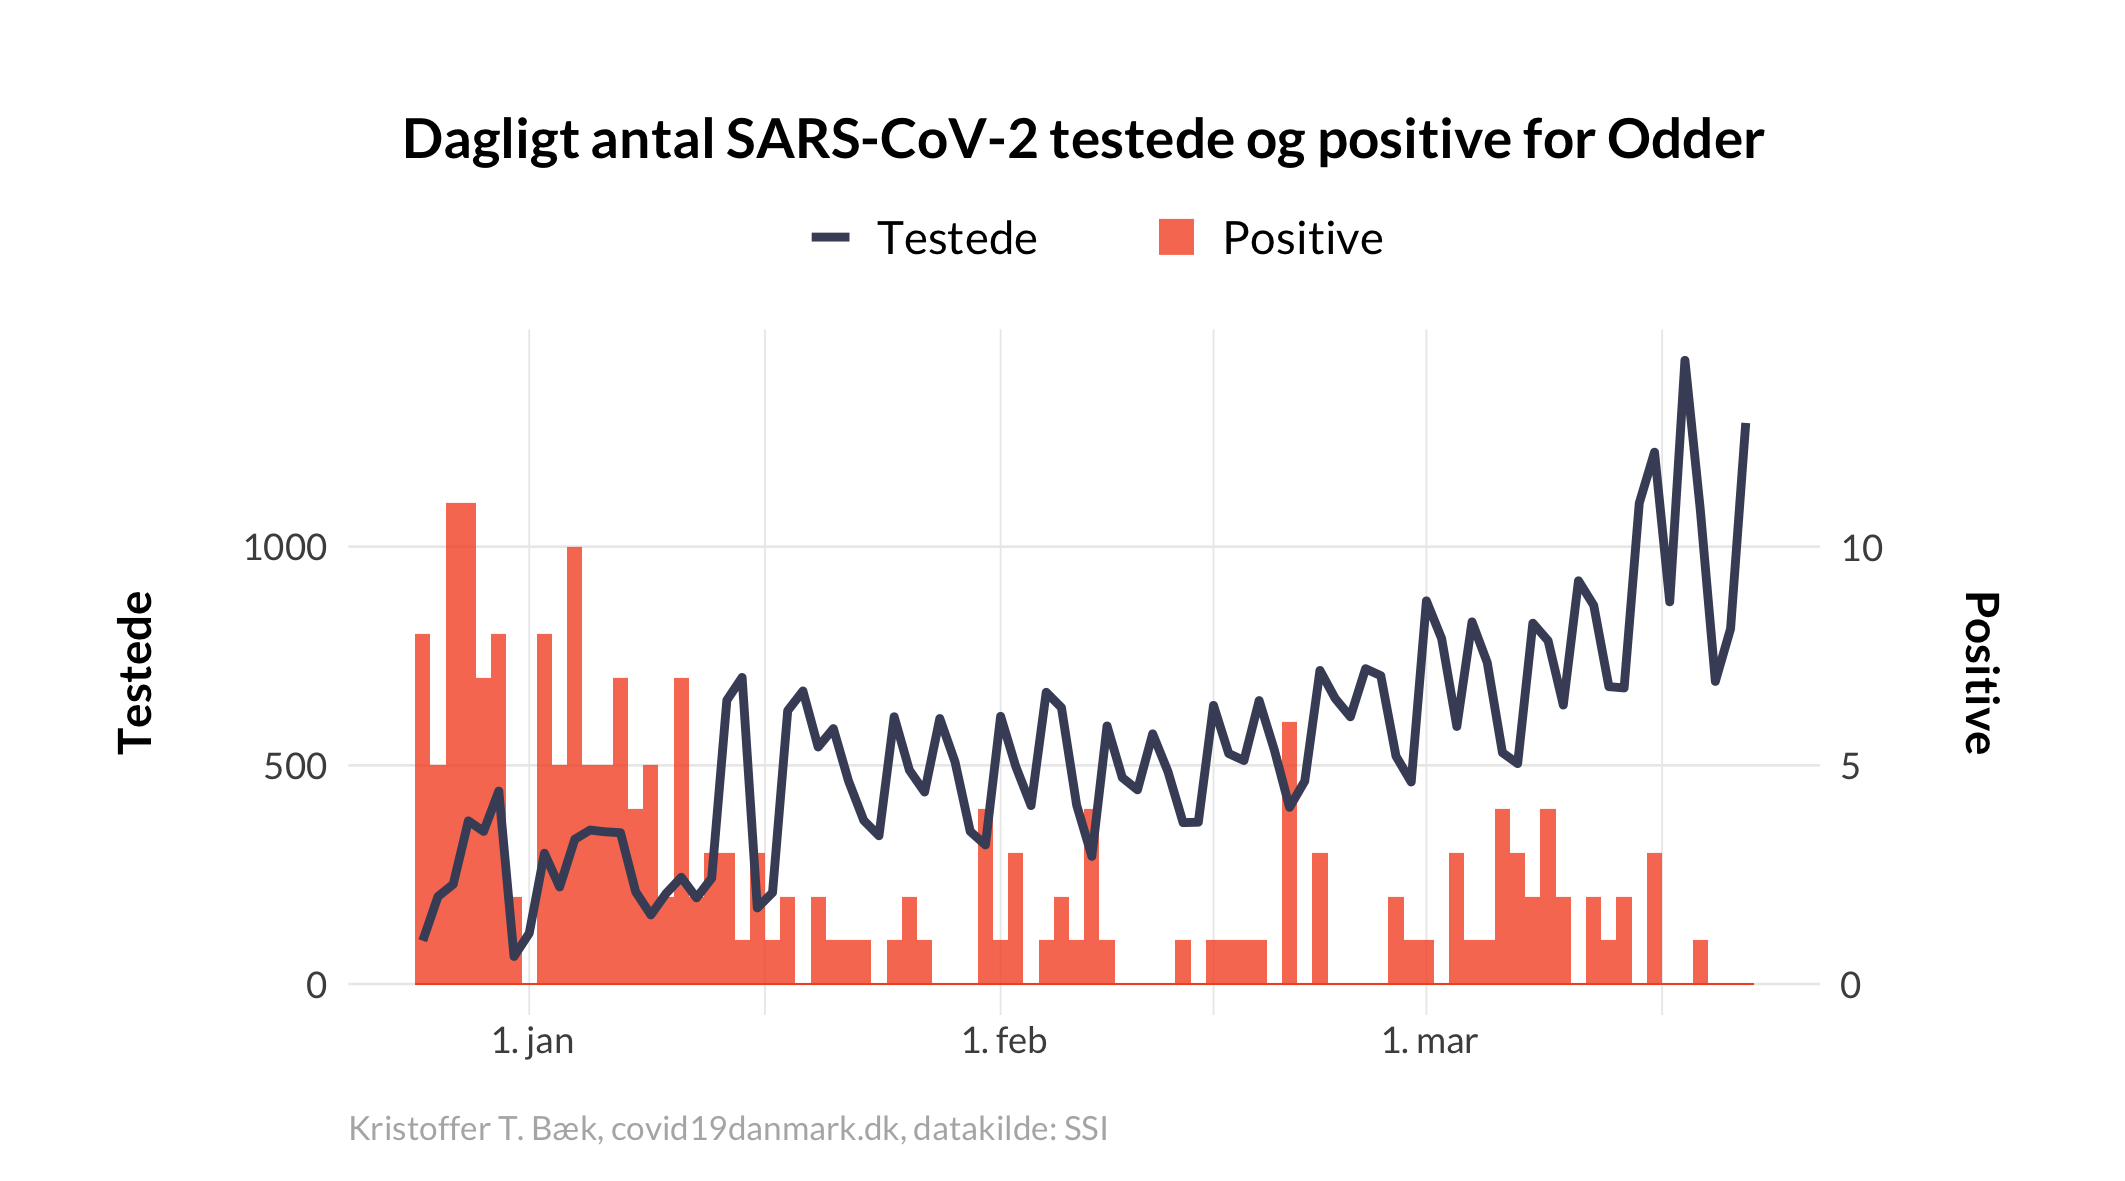 Dagligt antal SARS-CoV-2 testede og positive for Odder
Testede
Positive
1000
500
0
10
5
0
Testede
Positive
1. jan
1. feb
1. mar
Kristoffer T. Bæk, covid19danmark.dk, datakilde: SSI